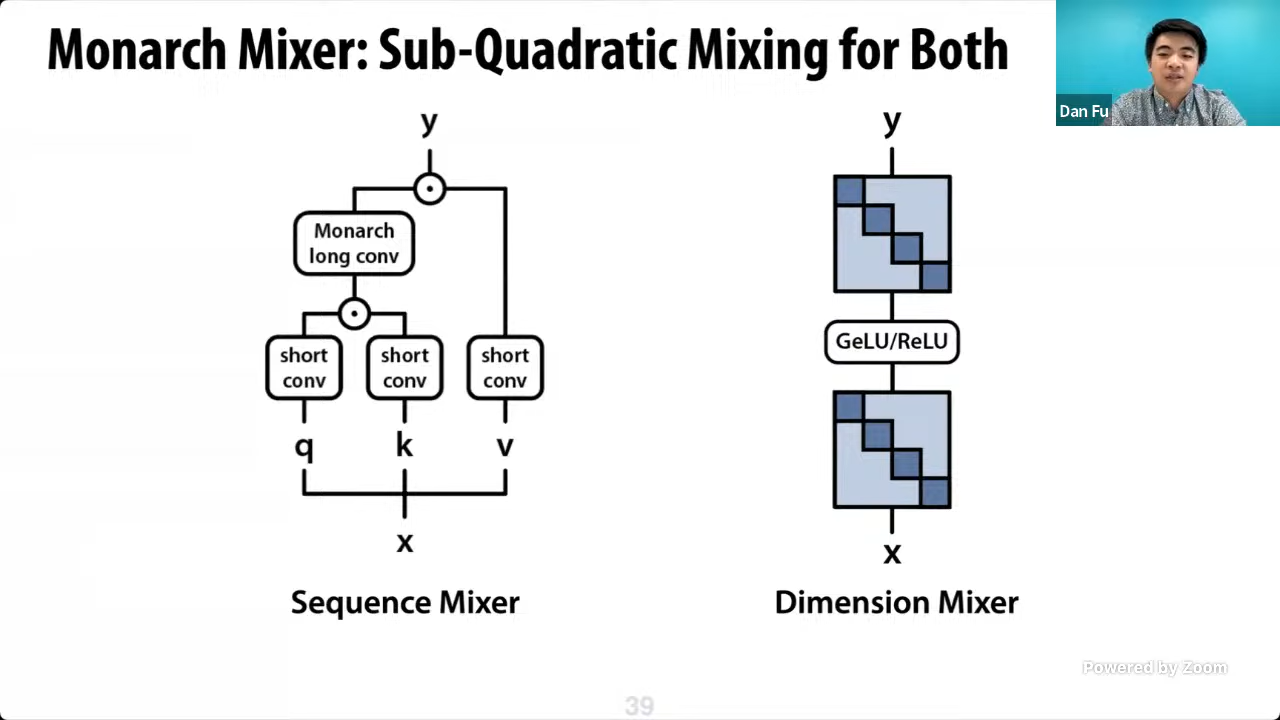 Monarch Mixer: Sub-Quadratic Mixing for Both
Dan Fu
y
Monarch
long conv
short
conv
short
conv
short
conv
q
k
v
x
Sequence Mixer
y
GeLU/ReLU
x
Dimension Mixer
Powered by Zoom
39